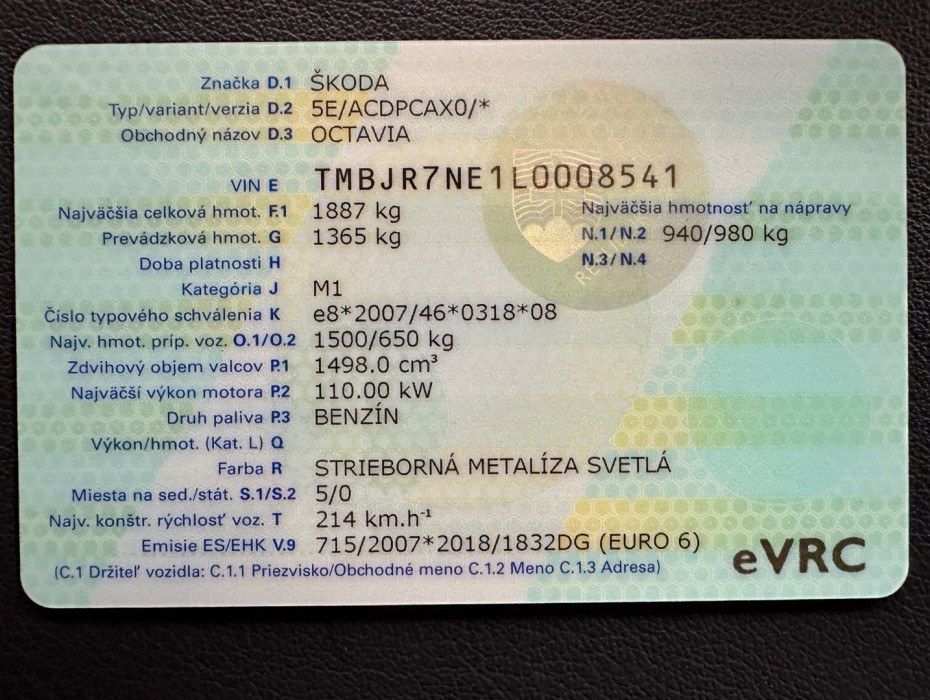 Značka D.1 ŠKODA
Typ/variant/verzia D.2 5E/ACDPCAX0/*
Obchodný názov D.3 OCTAVIA
VIN E TMBJR7NE1L0008541
Najväčšia celková hmot. F.1 1887 kg Najväčšia hmotnosť na nápravy
Prevádzková hmot. G 1365 kg N.1/N.2 940/980 kg
Doba platnosti H N.3/N.4
Kategória J M1
Číslo typového schválenia K e8*2007/46*0318*08
Najv. hmot. príp. voz. O.1/O.2 1500/650 kg
Zdvihový objem valcov P.1 1498.0 cm³
Najväčší výkon motora P.2 110.00 kW
Druh paliva P.3 BENZÍN
Výkon/hmot. (Kat. L) Q
Farba R STRIEBORNÁ METALÍZA SVETLÁ
Miesta na sed./stát. S.1/S.2 5/0
Najv. konštr. rýchlosť voz. T 214 km.h⁻¹
Emisie ES/EHK V.9 715/2007*2018/1832DG (EURO 6)
eVRC
(C.1 Držiteľ vozidla: C.1.1 Priezvisko/Obchodné meno C.1.2 Meno C.1.3 Adresa)